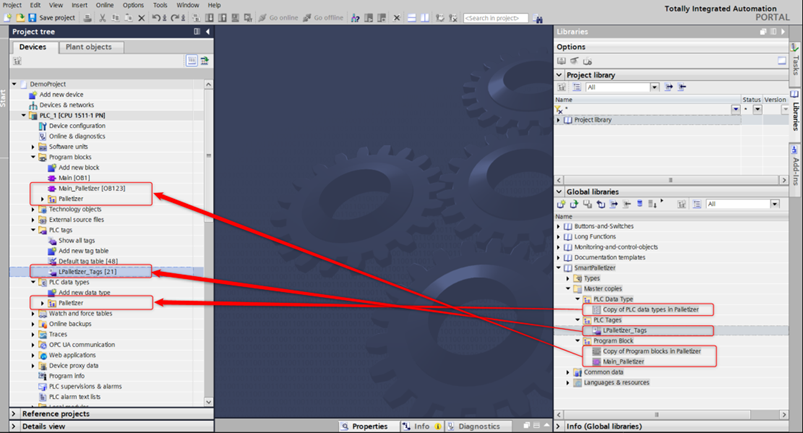 Project Edit View Insert Online Options Tools Window Help
Totally Integrated Automation
PORTAL
Save project
Go online
Go offline
<Search in project>
Project tree
Devices
Plant objects
Start
DemoProject
Add new device
Devices & networks
PLC_1 [CPU 1511-1 PN]
Device configuration
Online & diagnostics
Software units
Program blocks
Add new block
Main [OB1]
Main_Palletizer [OB123]
Palletizer
Technology objects
External source files
PLC tags
Show all tags
Add new tag table
Default tag table [48]
LPalletizer_Tags [21]
PLC data types
Add new data type
Palletizer
Watch and force tables
Online backups
Traces
OPC UA communication
Web applications
Device proxy data
Program info
PLC supervisions & alarms
PLC alarm text lists
Reference projects
Details view
Properties
Info
Diagnostics
Libraries
Options
Project library
All
Name
Status
Version
Project library
Global libraries
All
Name
Buttons-and-Switches
Long Functions
Monitoring-and-control-objects
Documentation templates
SmartPalletizer
Types
Master copies
PLC Data Type
Copy of PLC data types in Palletizer
PLC Tages
LPalletizer_Tags
Program Block
Copy of Program blocks in Palletizer
Main_Palletizer
Common data
Languages & resources
Info (Global libraries)
Tasks
Libraries
Add-Ins